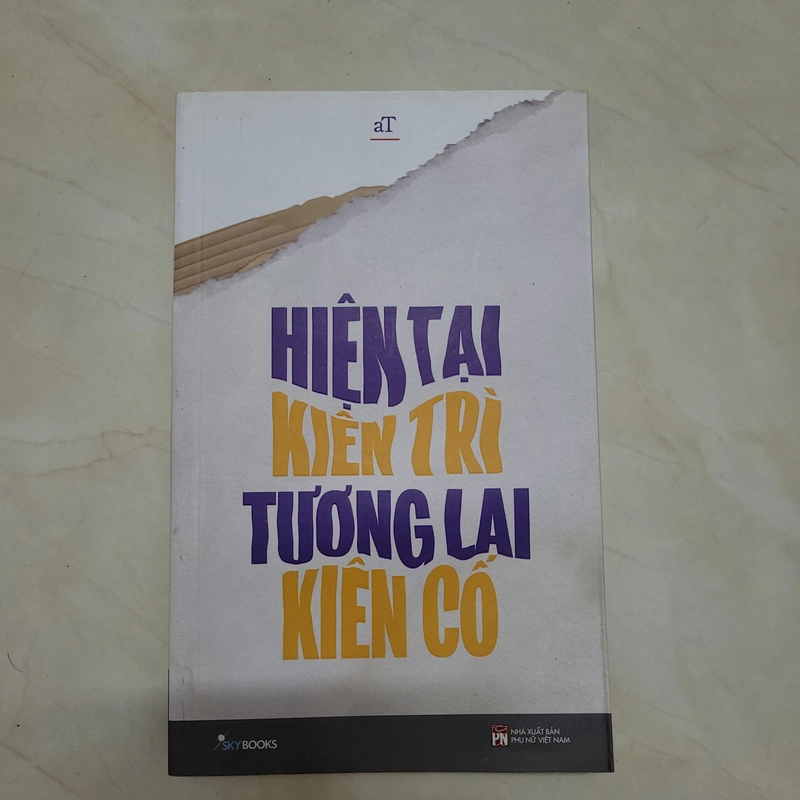 aT
HIỆN TẠI
KIÊN TRÌ
TƯƠNG LAI
KIÊN CỐ
SKYBOOKS
PN
NHÀ XUẤT BẢN
PHỤ NỮ VIỆT NAM